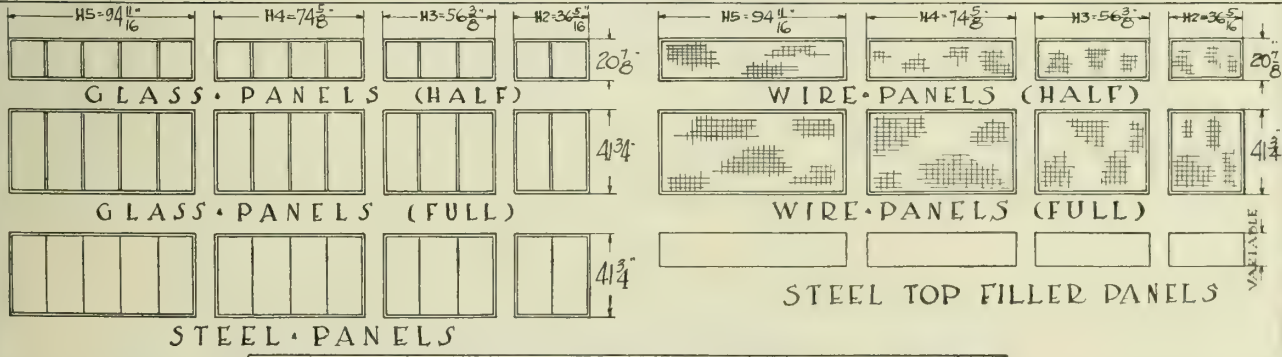 H5=94 11/16" H4=74 5/8" H3=56 3/8" H2=36 5/16"
20 7/8"
GLASS·PANELS (HALF)
41 3/4"
GLASS·PANELS (FULL)
41 3/4"
STEEL·PANELS
H5=94 11/16" H4=74 5/8" H3=56 3/8" H2=36 5/16"
20 7/8"
WIRE·PANELS (HALF)
41 3/4"
WIRE·PANELS (FULL)
VARIABLE
STEEL TOP FILLER PANELS